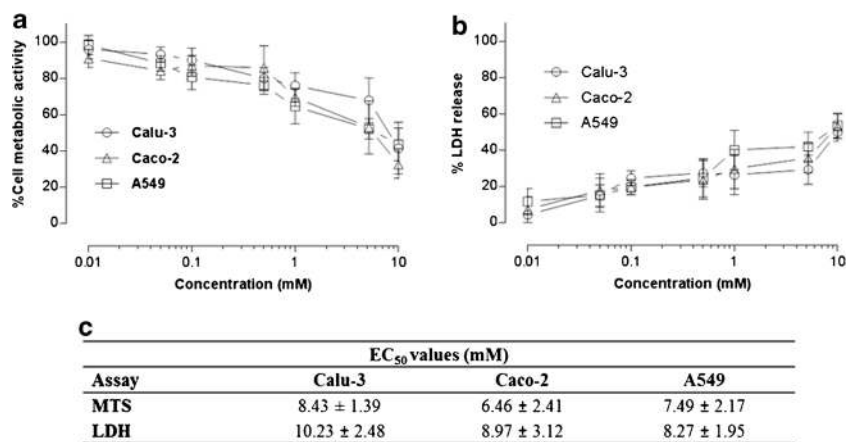 a
%Cell metabolic activity
100
80
60
40
20
0
Calu-3
Caco-2
A549
0.01 0.1 1 10
Concentration (mM)
b
% LDH release
100
80
60
40
20
0
Calu-3
Caco-2
A549
0.01 0.1 1 10
Concentration (mM)
c
EC50 values (mM)
Assay Calu-3 Caco-2 A549
MTS 8.43 ± 1.39 6.46 ± 2.41 7.49 ± 2.17
LDH 10.23 ± 2.48 8.97 ± 3.12 8.27 ± 1.95